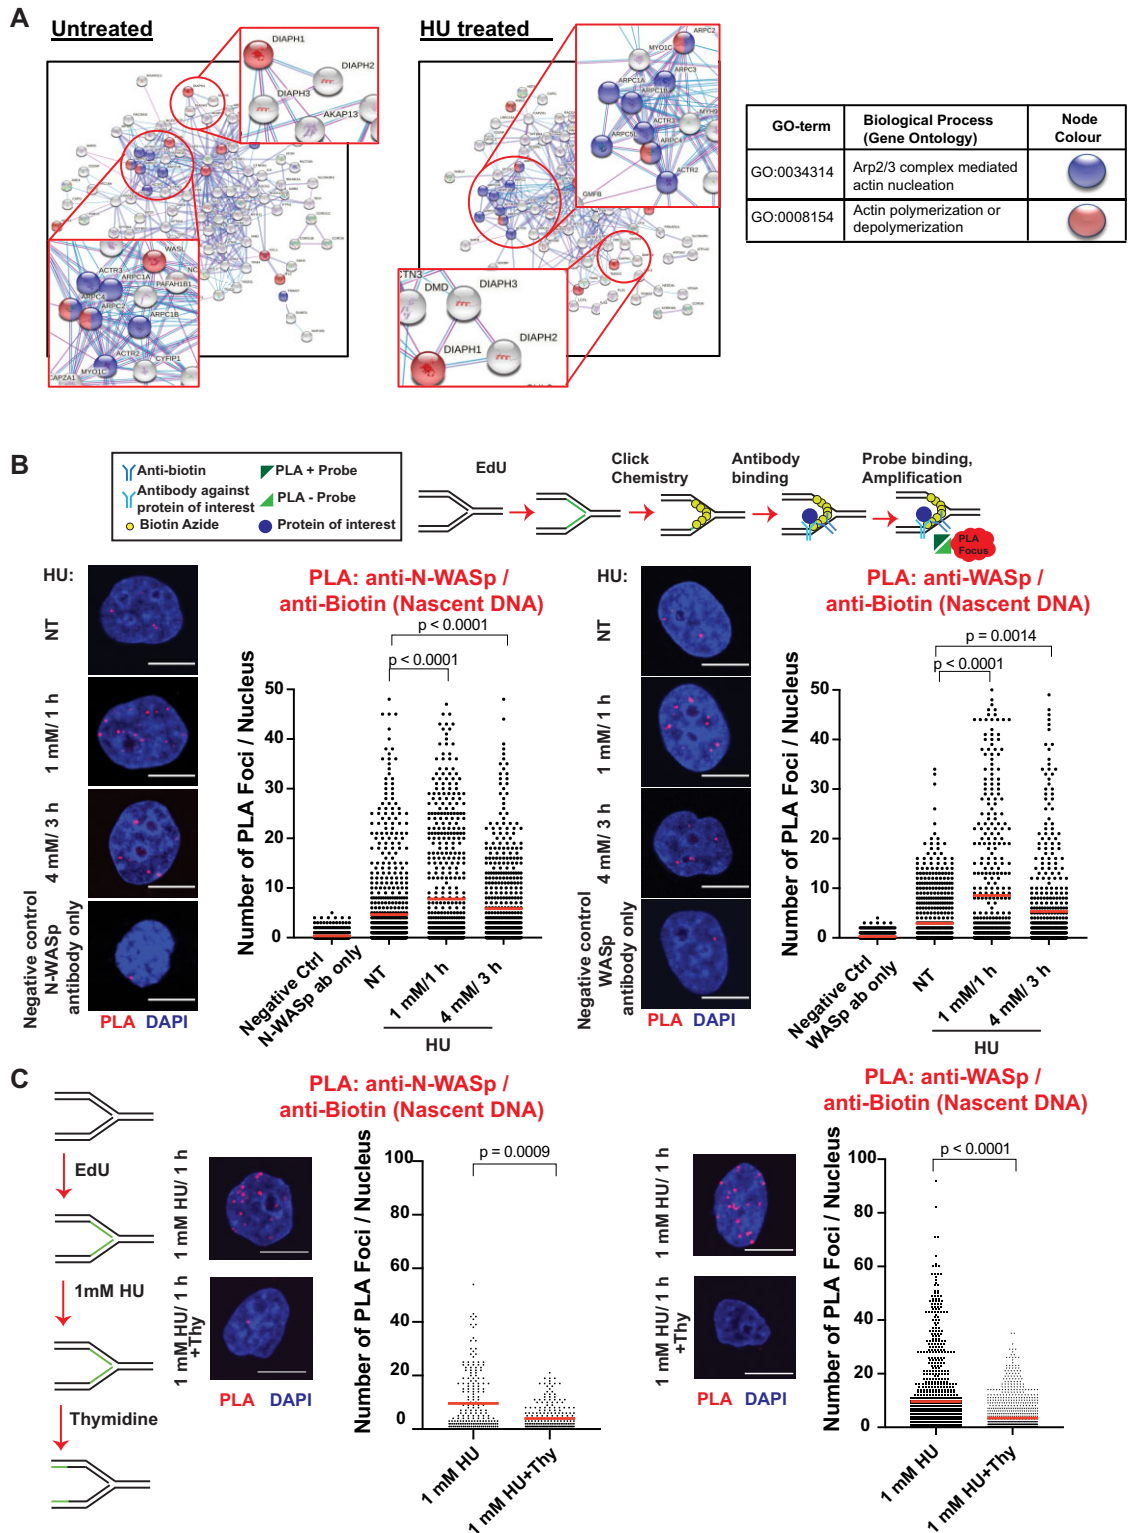 A
Untreated
HU treated
DIAPH1
DIAPH2
DIAPH3
AKAP13
WASL
ACTR3
ARPC1A
NC
ARPC4
PAFAH1B1
ARPC2
ARPC1B
ACTR2
CYFIP1
MYO1C
CAPZA1
ARPC2
MYO1C
ARPC3
ARPC1A
ARPC1B
MYH9
ACTR3
ARPC5
ARPC4
ACTR2
GMFB
CTN3
DMD
DIAPH3
DIAPH1
DIAPH2
GO-term
Biological Process
(Gene Ontology)
Node
Colour
GO:0034314
Arp2/3 complex mediated
actin nucleation
GO:0008154
Actin polymerization or
depolymerization
B
Anti-biotin
Antibody against
protein of interest
Biotin Azide
PLA + Probe
PLA - Probe
Protein of interest
EdU
Click
Chemistry
Antibody
binding
Probe binding,
Amplification
PLA
Focus
HU:
NT
1 mM/ 1 h
4 mM/ 3 h
Negative control
N-WASp
antibody only
PLA DAPI
PLA: anti-N-WASp /
anti-Biotin (Nascent DNA)
p < 0.0001
p < 0.0001
Number of PLA Foci / Nucleus
50
40
30
20
10
0
Negative Ctrl
N-WASp ab only
NT
1 mM/1 h
4 mM/ 3 h
HU
HU:
NT
1 mM/ 1 h
4 mM/ 3 h
Negative control
WASp
antibody only
PLA DAPI
PLA: anti-WASp /
anti-Biotin (Nascent DNA)
p = 0.0014
p < 0.0001
Number of PLA Foci / Nucleus
50
40
30
20
10
0
Negative Ctrl
WASp ab only
NT
1 mM/1 h
4 mM/ 3 h
HU
C
EdU
1mM HU
Thymidine
1 mM HU/ 1 h
1 mM HU/ 1 h
+Thy
PLA DAPI
PLA: anti-N-WASp /
anti-Biotin (Nascent DNA)
p = 0.0009
Number of PLA Foci / Nucleus
100
80
60
40
20
0
1 mM HU
1 mM HU+Thy
1 mM HU/ 1 h
1 mM HU/ 1 h
+Thy
PLA DAPI
PLA: anti-WASp /
anti-Biotin (Nascent DNA)
p < 0.0001
Number of PLA Foci / Nucleus
100
80
60
40
20
0
1 mM HU
1 mM HU+Thy